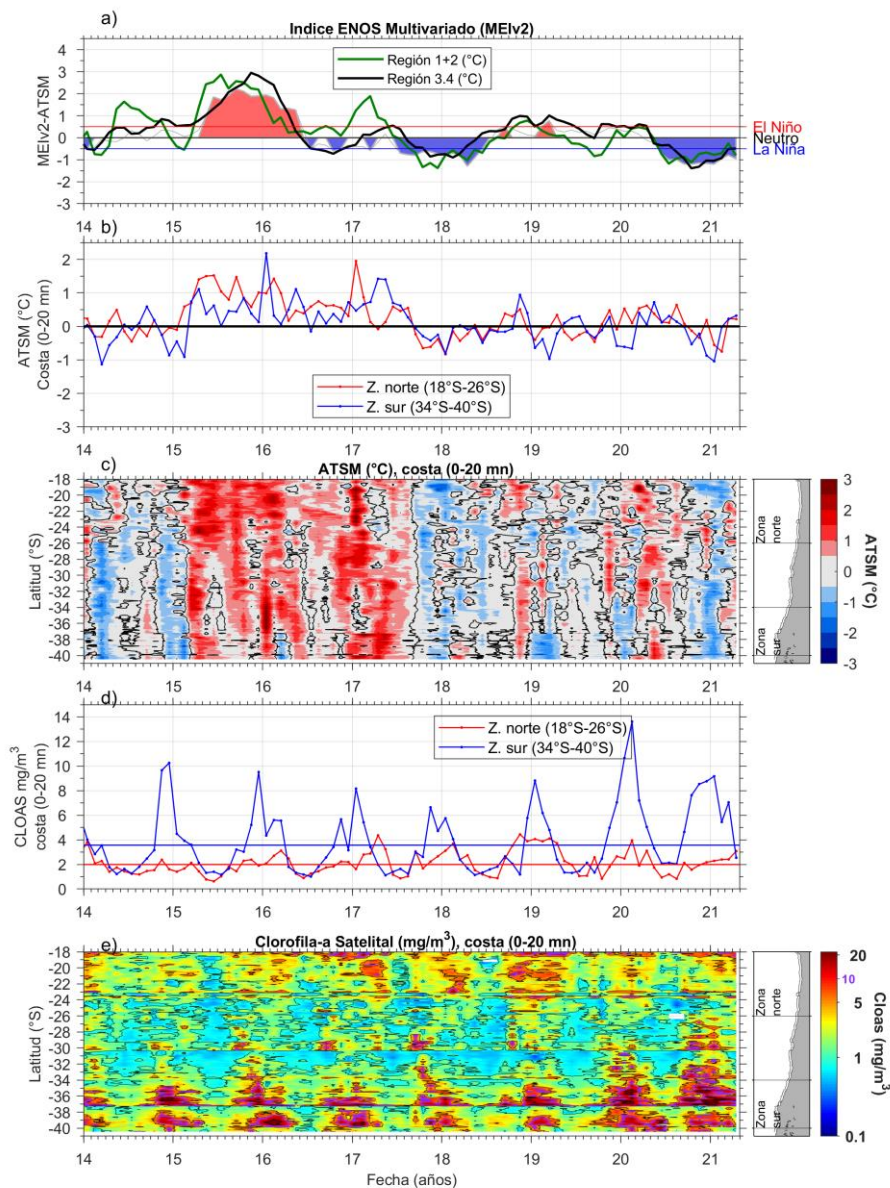 a)
Indice ENOS Multivariado (MEIv2)
MEIv2-ATSM
4
3
2
1
0
-1
-2
-3
Región 1+2 (°C)
Región 3.4 (°C)
El Niño
Neutro
La Niña
14 15 16 17 18 19 20 21
b)
ATSM (°C)
Costa (0-20 mn)
2
1
0
-1
-2
-3
Z. norte (18°S-26°S)
Z. sur (34°S-40°S)
14 15 16 17 18 19 20 21
c)
ATSM (°C), costa (0-20 mn)
Latitud (°S)
-18
-20
-22
-24
-26
-28
-30
-32
-34
-36
-38
-40
14 15 16 17 18 19 20 21
Zona
norte
Zona
sur
3
2
1
0
-1
-2
-3
ATSM (°C)
d)
CLOAS mg/m³
costa (0-20 mn)
14
12
10
8
6
4
2
0
Z. norte (18°S-26°S)
Z. sur (34°S-40°S)
14 15 16 17 18 19 20 21
e)
Clorofila-a Satelital (mg/m³), costa (0-20 mn)
Latitud (°S)
-18
-20
-22
-24
-26
-28
-30
-32
-34
-36
-38
-40
14 15 16 17 18 19 20 21
Fecha (años)
Zona
norte
Zona
sur
20
10
5
1
0.1
Cloas (mg/m³)